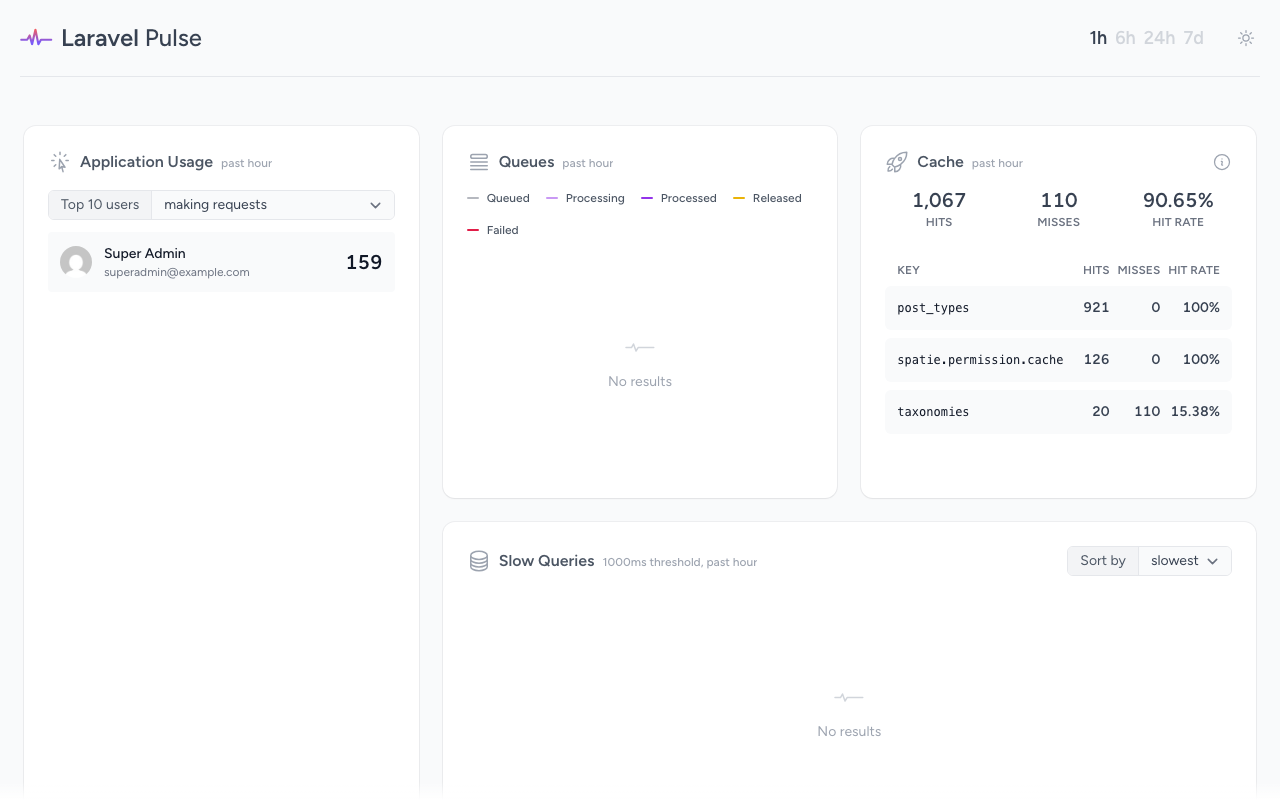 Laravel Pulse
1h 6h 24h 7d
Application Usage past hour
Top 10 users making requests
Super Admin
superadmin@example.com
159
Queues past hour
Queued Processing Processed Released
Failed
No results
Cache past hour
1,067 110 90.65%
HITS MISSES HIT RATE
KEY HITS MISSES HIT RATE
post_types 921 0 100%
spatie.permission.cache 126 0 100%
taxonomies 20 110 15.38%
Slow Queries 1000ms threshold, past hour
Sort by slowest
No results